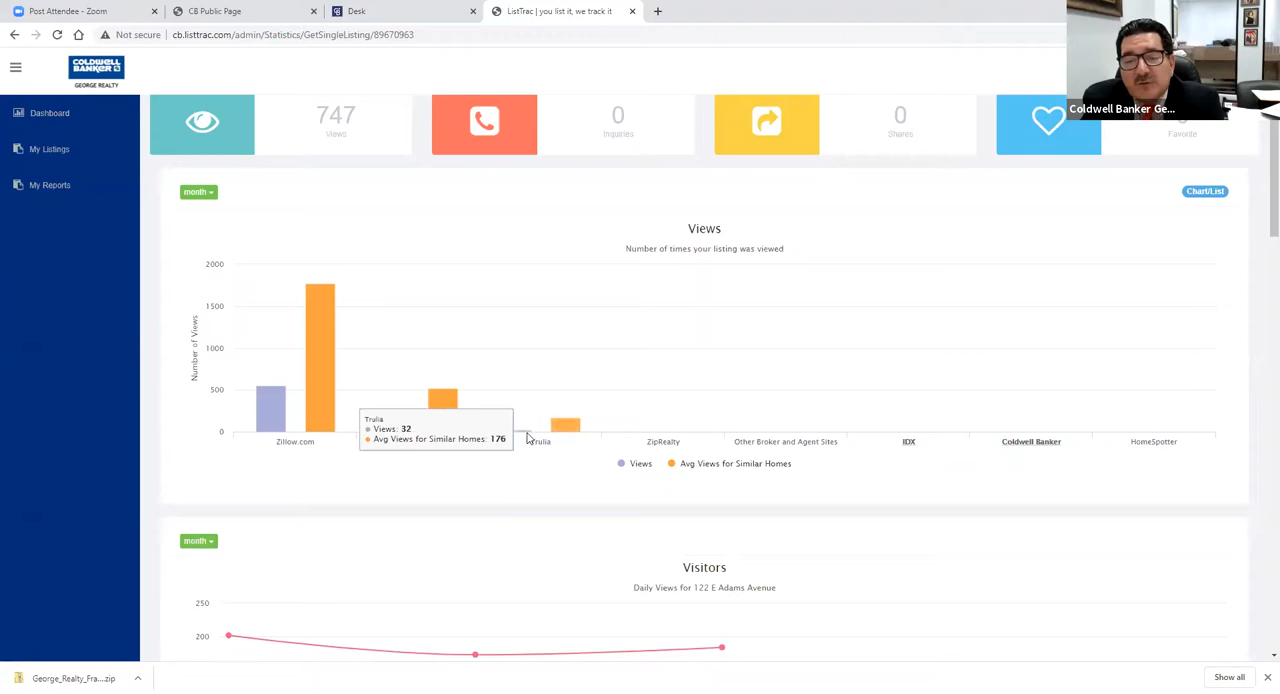 Post Attendee - Zoom
CB Public Page
Desk
ListTrac | you list it, we track it
Not secure
cb.listtrac.com/admin/Statistics/GetSingleListing/89670963
COLDWELL
BANKER
GEORGE REALTY
Coldwell Banker Ge...
Dashboard
My Listings
My Reports
747
Views
0
Inquiries
0
Shares
Favorite
month
Chart/List
Views
Number of times your listing was viewed
Number of Views
2000
1500
1000
500
0
Trulia
Views: 32
Avg Views for Similar Homes: 176
Zillow.com
Trulia
ZipRealty
Other Broker and Agent Sites
IDX
Coldwell Banker
HomeSpotter
Views
Avg Views for Similar Homes
month
Visitors
Daily Views for 122 E Adams Avenue
250
200
George_Realty_Fra....zip
Show all